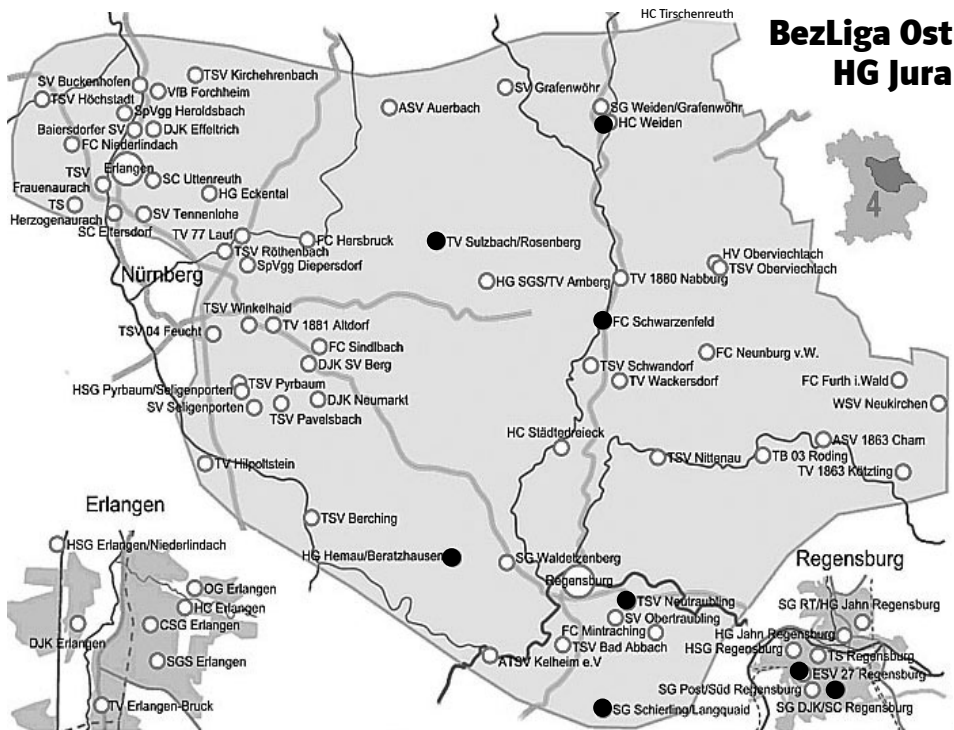 HC Tirschenreuth
BezLiga Ost
HG Jura
4
SV Buckenhofen
TSV Kirchehrenbach
VfB Forchheim
TSV Höchstadt
SpVgg Heroldsbach
Baiersdorfer SV
DJK Effeltrich
FC Niederlindach
Erlangen
TSV
Frauenaurach
SC Uttenreuth
TS
Herzogenaurach
HG Eckental
SV Tennenlohe
SC Eltersdorf
ASV Auerbach
SV Grafenwöhr
SG Weiden/Grafenwöhr
HC Weiden
TV 77 Lauf
FC Hersbruck
TSV Röthenbach
SpVgg Diepersdorf
Nürnberg
TV Sulzbach/Rosenberg
HG SGS/TV Amberg
TV 1880 Nabburg
HV Oberviechtach
TSV Oberviechtach
TSV Winkelhaid
TSV 04 Feucht
TV 1881 Altdorf
FC Sindlbach
DJK SV Berg
FC Schwarzenfeld
TSV Schwandorf
TV Wackersdorf
FC Neunburg v.W.
FC Furth i.Wald
WSV Neukirchen
TSV Pyrbaum
HSG Pyrbaum/Seligenporten
SV Seligenporten
TSV Pavelsbach
DJK Neumarkt
HC Städtedreieck
TSV Nittenau
ASV 1863 Cham
TB 03 Roding
TV 1863 Kötzting
TV Hilpoltstein
TSV Berching
HG Hemau/Beratzhausen
SG Waldetzenberg
Regensburg
TSV Neutraubling
SV Obertraubling
FC Mintraching
TSV Bad Abbach
ATSV Kelheim e.V
SG Schierling/Langquaid
Erlangen
HSG Erlangen/Niederlindach
OG Erlangen
HC Erlangen
CSG Erlangen
DJK Erlangen
SGS Erlangen
TV Erlangen-Bruck
Regensburg
SG RT/HG Jahn Regensburg
HG Jahn Regensburg
HSG Regensburg
TS Regensburg
ESV 27 Regensburg
SG Post/Süd Regensburg
SG DJK/SC Regensburg